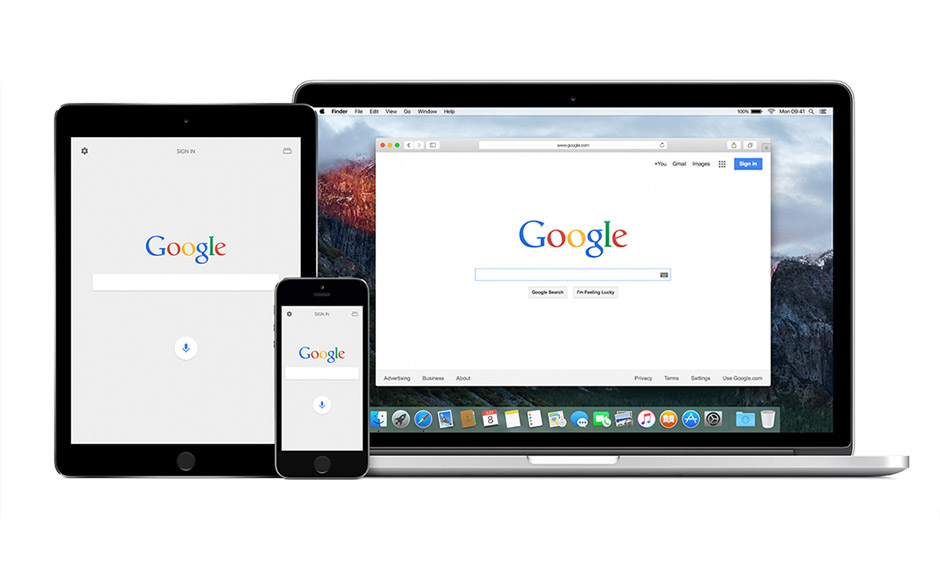 SIGN IN
Google
SIGN IN
Google
Finder File Edit View Go Window Help
100% Mon 09:41
www.google.com
+You Gmail Images Sign in
Google
Google Search I'm Feeling Lucky
Advertising Business About
Privacy Terms Settings Use Google.com
8